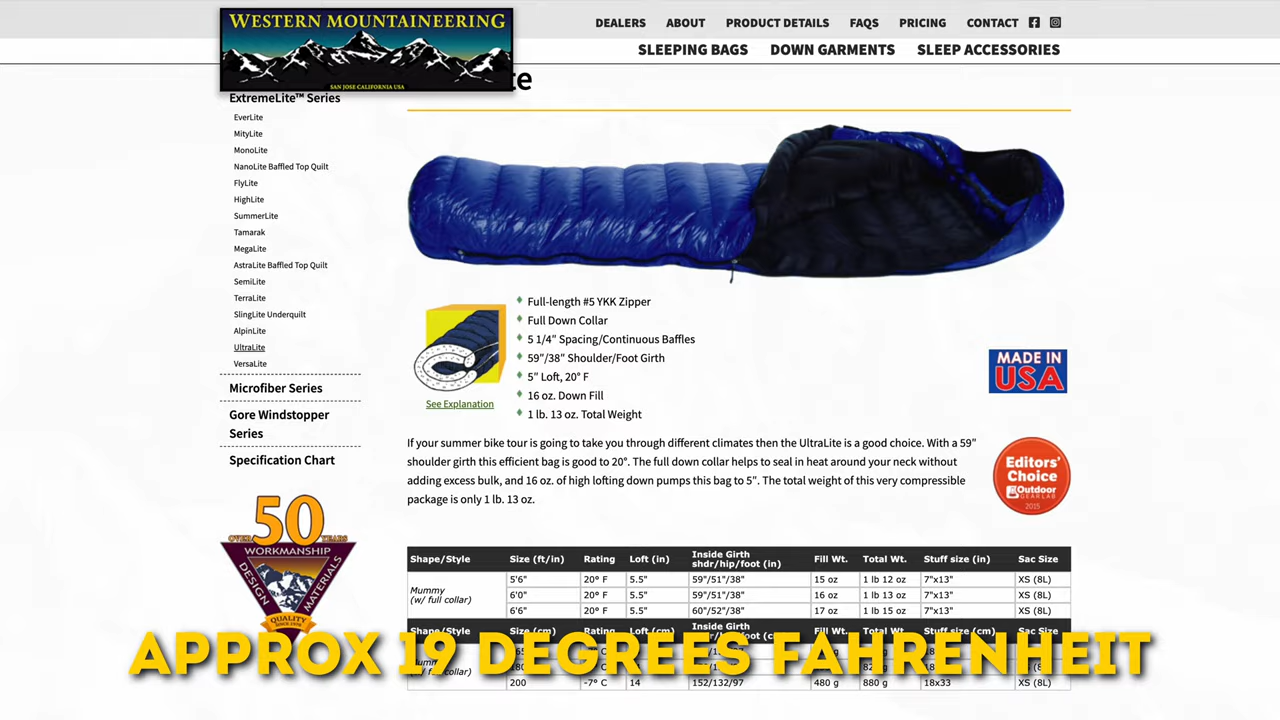 WESTERN MOUNTAINEERING
SAN JOSE CALIFORNIA USA
DEALERS ABOUT PRODUCT DETAILS FAQS PRICING CONTACT
SLEEPING BAGS DOWN GARMENTS SLEEP ACCESSORIES
ExtremeLite™ Series
EverLite
MityLite
MonoLite
NanoLite Baffled Top Quilt
FlyLite
HighLite
SummerLite
Tamarak
MegaLite
AstraLite Baffled Top Quilt
SemiLite
TerraLite
SlingLite Underquilt
AlpinLite
UltraLite
VersaLite
Microfiber Series
Gore Windstopper
Series
Specification Chart
OVER 50 YEARS
WORKMANSHIP
DESIGN
MATERIALS
QUALITY
See Explanation
Full-length #5 YKK Zipper
Full Down Collar
5 1/4" Spacing/Continuous Baffles
59"/38" Shoulder/Foot Girth
5" Loft, 20° F
16 oz. Down Fill
1 lb. 13 oz. Total Weight
MADE IN
USA
If your summer bike tour is going to take you through different climates then the UltraLite is a good choice. With a 59"
shoulder girth this efficient bag is good to 20°. The full down collar helps to seal in heat around your neck without
adding excess bulk, and 16 oz. of high lofting down pumps this bag to 5". The total weight of this very compressible
package is only 1 lb. 13 oz.
Editors'
Choice
Outdoor
GEARLAB
2015
Shape/Style Size (ft/in) Rating Loft (in) Inside Girth shdr/hip/foot (in) Fill Wt. Total Wt. Stuff size (in) Sac Size
Mummy (w/ full collar)
5'6" 20° F 5.5" 59"/51"/38" 15 oz 1 lb 12 oz 7"x13" XS (8L)
6'0" 20° F 5.5" 59"/51"/38" 16 oz 1 lb 13 oz 7"x13" XS (8L)
6'6" 20° F 5.5" 60"/52"/38" 17 oz 1 lb 15 oz 7"x13" XS (8L)
Shape/Style Size (cm) Rating Loft (cm) Inside Girth Fill Wt. Total Wt. Stuff size (cm) Sac Size
200 -7° C 14 152/132/97 480 g 880 g 18x33 XS (8L)
APPROX 19 DEGREES FAHRENHEIT